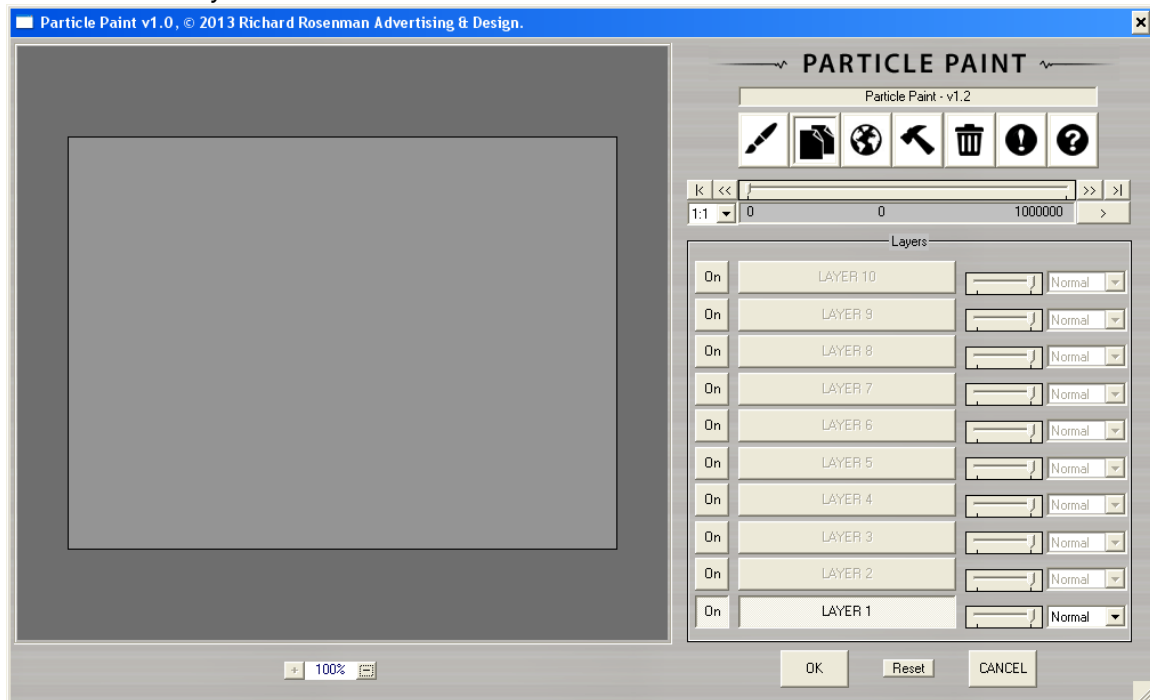 Particle Paint v1.0, © 2013 Richard Rosenman Advertising & Design.
PARTICLE PAINT
Particle Paint - v1.2
|< << >> >|
1:1 0 0 1000000 >
Layers
On LAYER 10 Normal
On LAYER 9 Normal
On LAYER 8 Normal
On LAYER 7 Normal
On LAYER 6 Normal
On LAYER 5 Normal
On LAYER 4 Normal
On LAYER 3 Normal
On LAYER 2 Normal
On LAYER 1 Normal
+ 100% -
OK Reset CANCEL